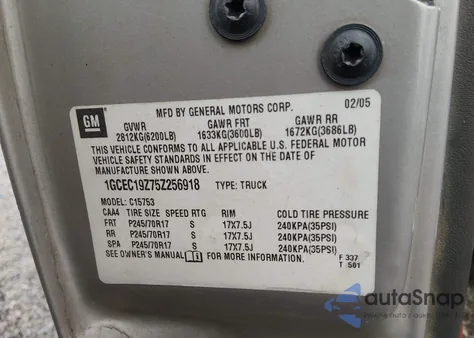 MFD BY GENERAL MOTORS CORP. 02/05
GM
GVWR GAWR FRT GAWR RR
2812KG(6200LB) 1633KG(3600LB) 1672KG(3686LB)
THIS VEHICLE CONFORMS TO ALL APPLICABLE U.S. FEDERAL MOTOR
VEHICLE SAFETY STANDARDS IN EFFECT ON THE DATE OF
MANUFACTURE SHOWN ABOVE.
1GCEC19Z75Z256918 TYPE: TRUCK
MODEL: C15753
CAA4 TIRE SIZE SPEED RTG RIM COLD TIRE PRESSURE
FRT P245/70R17 S 17X7.5J 240KPA(35PSI)
RR P245/70R17 S 17X7.5J 240KPA(35PSI)
SPA P245/70R17 S 17X7.5J 240KPA(35PSI)
SEE OWNER'S MANUAL FOR MORE INFORMATION.
F 337
T 501
autoSnap